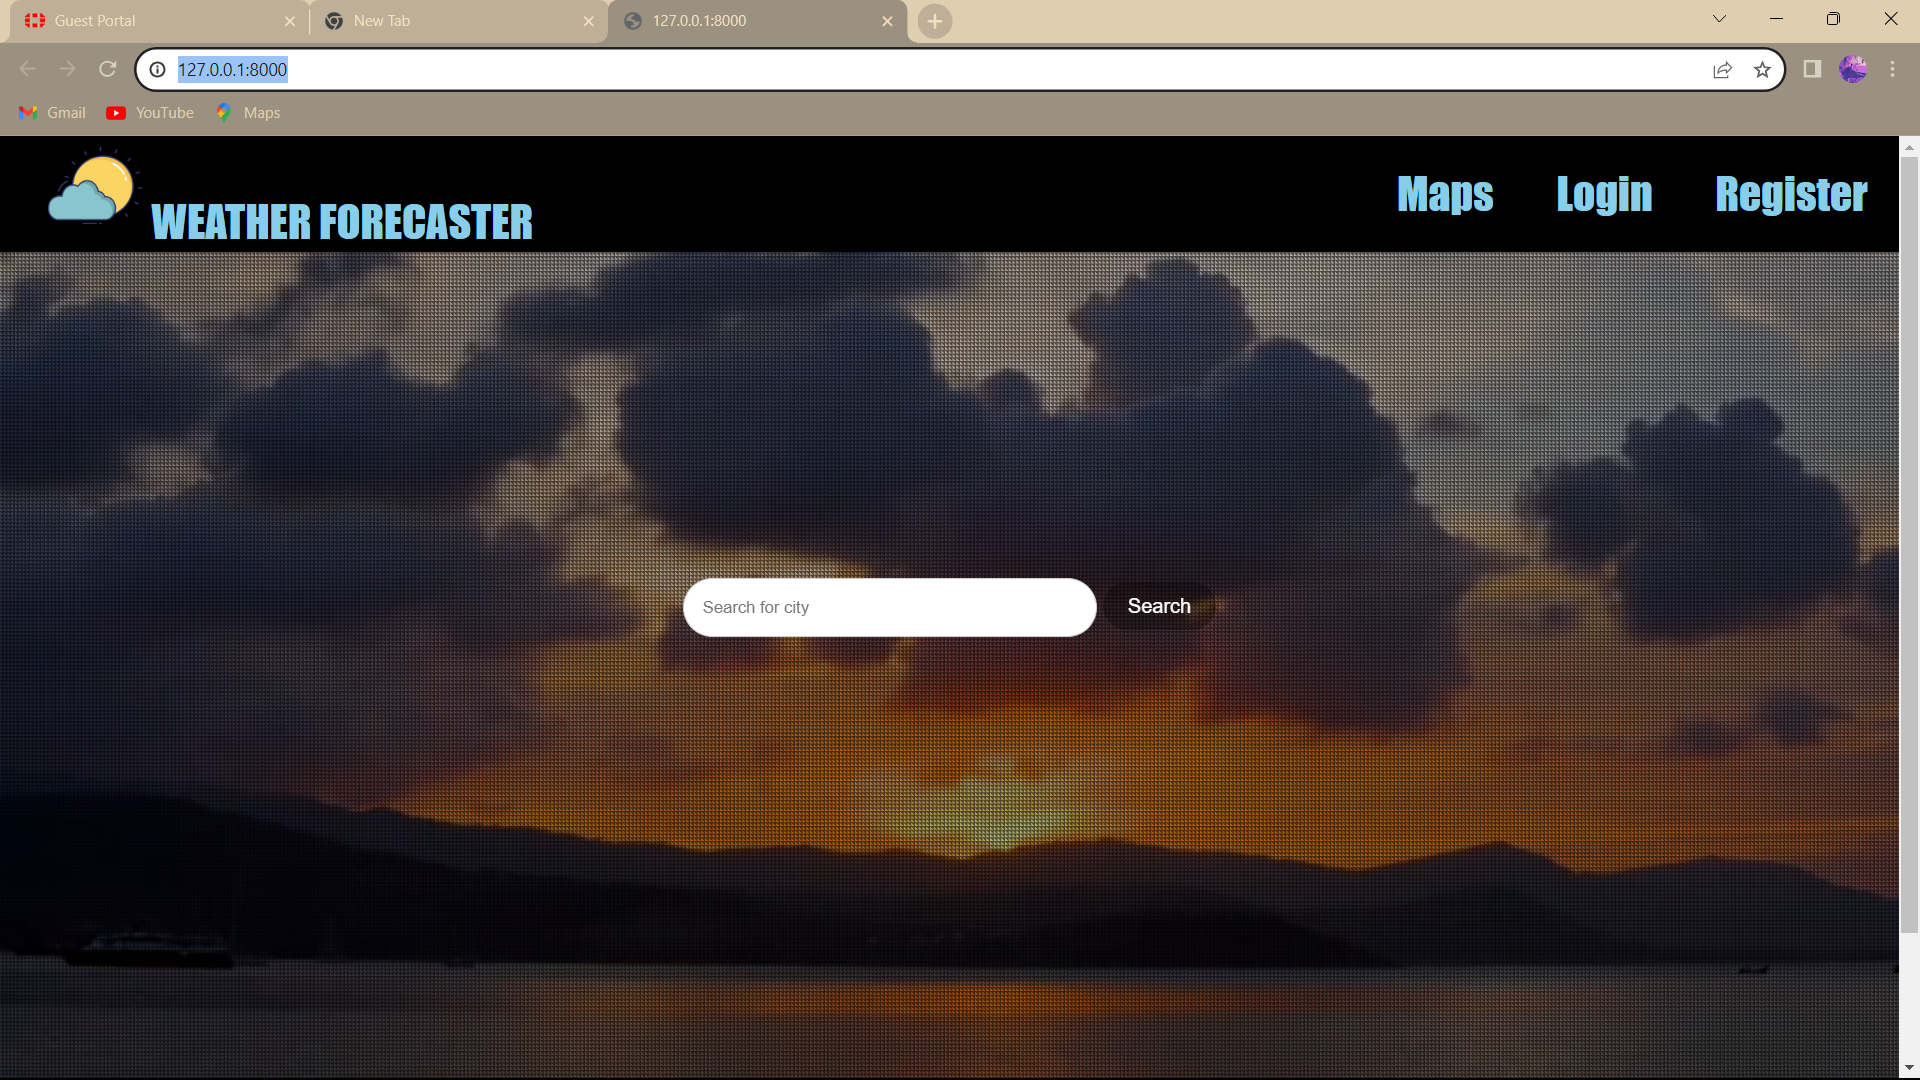 Guest Portal
New Tab
127.0.0.1:8000
127.0.0.1:8000
Gmail
YouTube
Maps
WEATHER FORECASTER
Maps
Login
Register
Search for city
Search